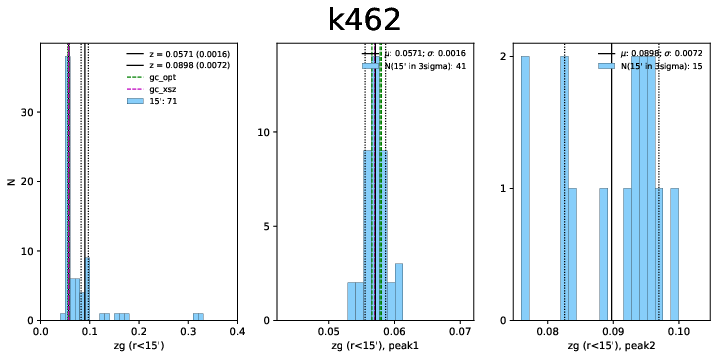 k462
z = 0.0571 (0.0016)
z = 0.0898 (0.0072)
gc_opt
gc_xsz
15': 71
N
30
20
10
0
0.0 0.1 0.2 0.3 0.4
zg (r<15')
μ: 0.0571; σ: 0.0016
N(15' in 3sigma): 41
10
5
0
0.05 0.06 0.07
zg (r<15'), peak1
μ: 0.0898; σ: 0.0072
N(15' in 3sigma): 15
2
1
0
0.08 0.09 0.10
zg (r<15'), peak2